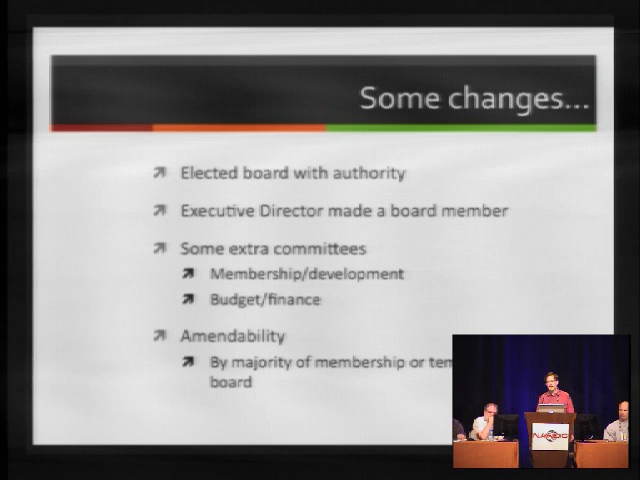 Some changes...
Elected board with authority
Executive Director made a board member
Some extra committees
Membership/development
Budget/finance
Amendability
By majority of membership or
board
NANOG